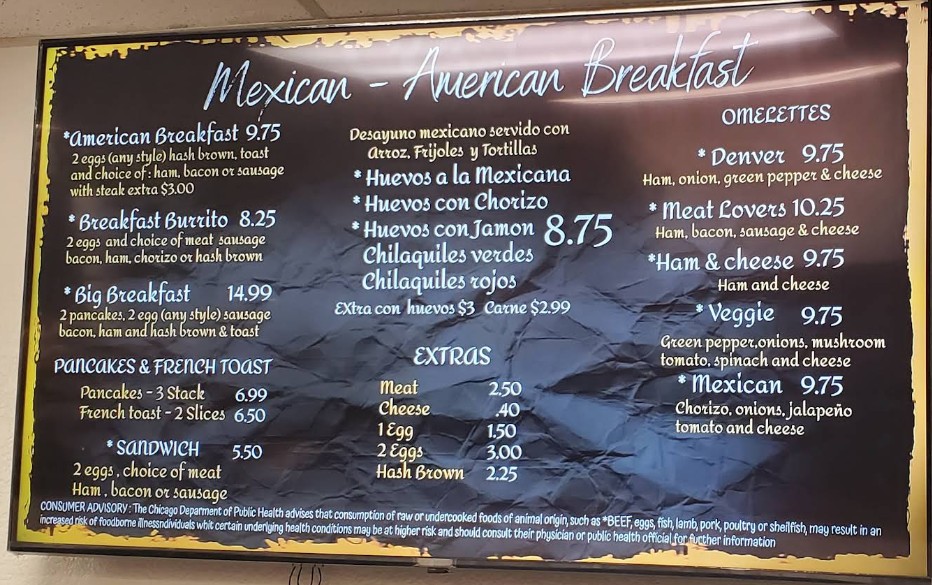 Mexican - American Breakfast
*American Breakfast 9.75
2 eggs (any style) hash brown, toast
and choice of: ham, bacon or sausage
with steak extra $3.00
*Breakfast Burrito 8.25
2 eggs and choice of meat sausage
bacon, ham, chorizo or hash brown
*Big Breakfast 14.99
2 pancakes, 2 egg (any style) sausage
bacon, ham and hash brown & toast
PANCAKES & FRENCH TOAST
Pancakes - 3 Stack 6.99
French toast - 2 Slices 6.50
*SANDWICH 5.50
2 eggs, choice of meat
Ham, bacon or sausage
Desayuno mexicano servido con
Arroz, Frijoles y Tortillas
* Huevos a la Mexicana
* Huevos con Chorizo
* Huevos con Jamon 8.75
Chilaquiles verdes
Chilaquiles rojos
EXtra con huevos $3 Carne $2.99
EXTRAS
Meat 2.50
Cheese .40
1 Egg 1.50
2 Eggs 3.00
Hash Brown 2.25
OMELETTES
* Denver 9.75
Ham, onion, green pepper & cheese
* Meat Lovers 10.25
Ham, bacon, sausage & cheese
*Ham & cheese 9.75
Ham and cheese
* Veggie 9.75
Green pepper,onions, mushroom
tomato, spinach and cheese
* Mexican 9.75
Chorizo, onions, jalapeño
tomato and cheese
CONSUMER ADVISORY: The Chicago Deparment of Public Health advises that consumption of raw or undercooked foods of animal origin, such as *BEEF, eggs, fish, lamb, pork, poultry or shellfish, may result in an
increased risk of foodborne illnessndividuals whit certain underlying health conditions may be at higher risk and should consult their physician or public health official for further information